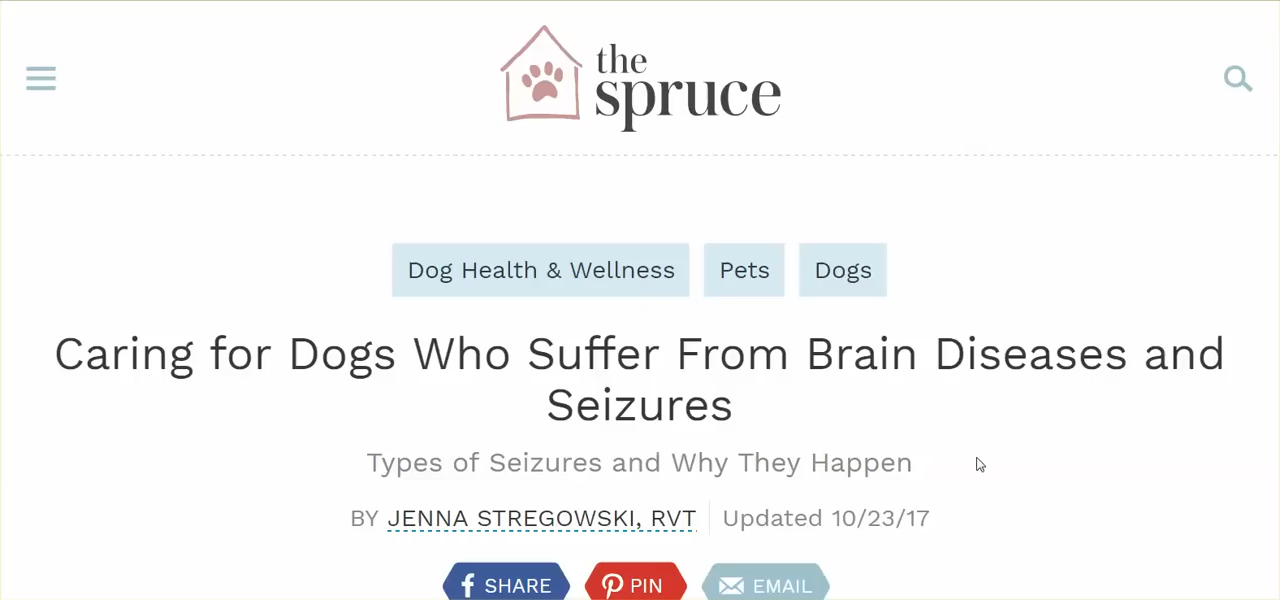 the
spruce
Dog Health & Wellness Pets Dogs
Caring for Dogs Who Suffer From Brain Diseases and
Seizures
Types of Seizures and Why They Happen
BY JENNA STREGOWSKI, RVT Updated 10/23/17
SHARE PIN EMAIL